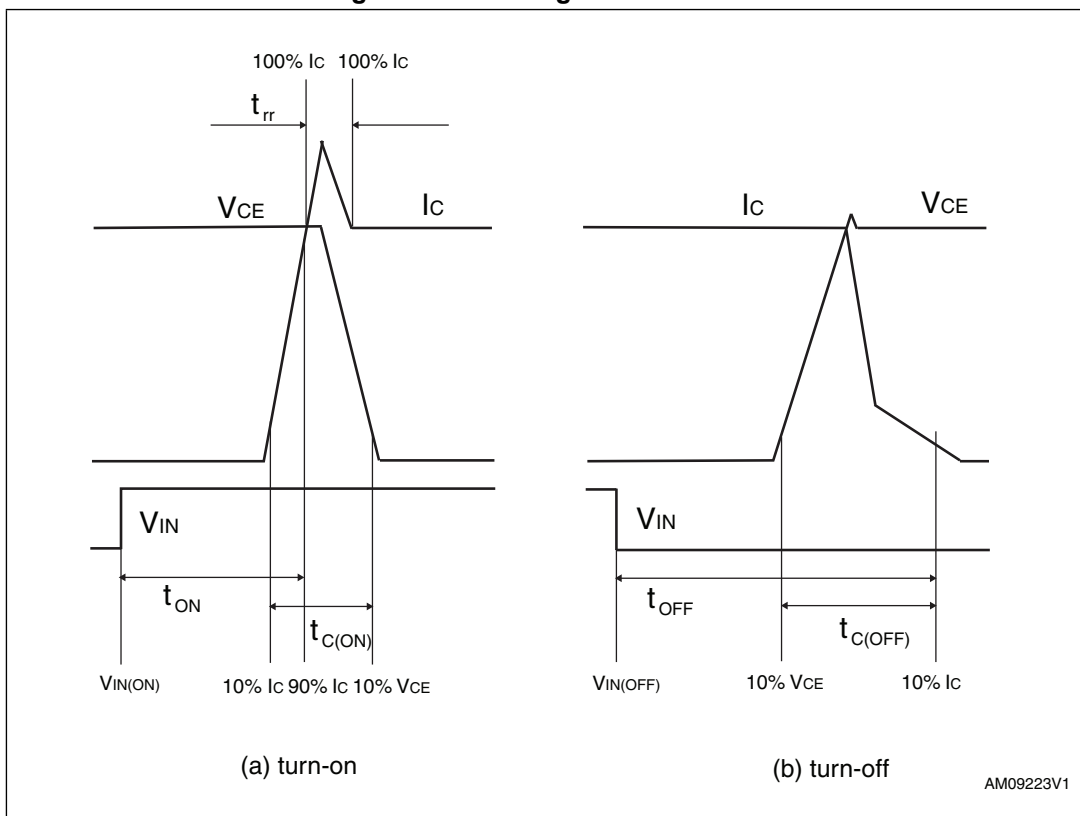 100% IC 100% IC
trr
VCE IC
IC VCE
VIN
VIN
tON
tC(ON)
tOFF
tC(OFF)
VIN(ON) 10% IC 90% IC 10% VCE
VIN(OFF) 10% VCE 10% IC
(a) turn-on
(b) turn-off
AM09223V1